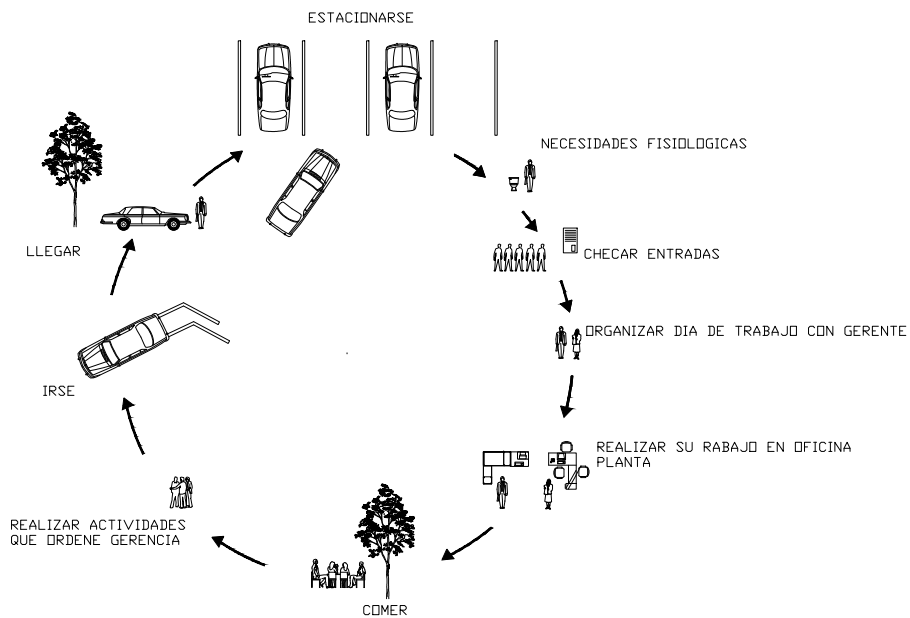 ESTACIONARSE
NECESIDADES FISIOLOGICAS
LLEGAR
CHECAR ENTRADAS
ORGANIZAR DIA DE TRABAJO CON GERENTE
IRSE
REALIZAR SU RABAJO EN OFICINA
PLANTA
REALIZAR ACTIVIDADES
QUE ORDENE GERENCIA
COMER